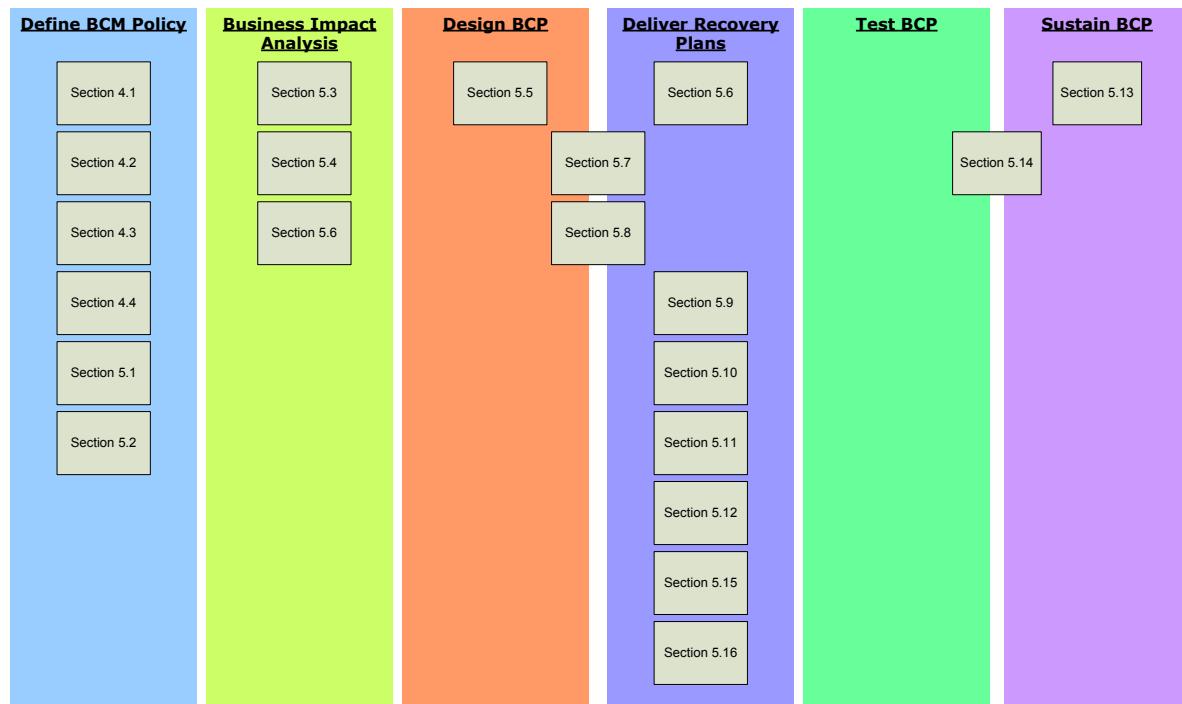 Define BCM Policy
Section 4.1
Section 4.2
Section 4.3
Section 4.4
Section 5.1
Section 5.2
Business Impact
Analysis
Section 5.3
Section 5.4
Section 5.6
Design BCP
Section 5.5
Section 5.7
Section 5.8
Deliver Recovery
Plans
Section 5.6
Section 5.9
Section 5.10
Section 5.11
Section 5.12
Section 5.15
Section 5.16
Test BCP
Section 5.14
Sustain BCP
Section 5.13